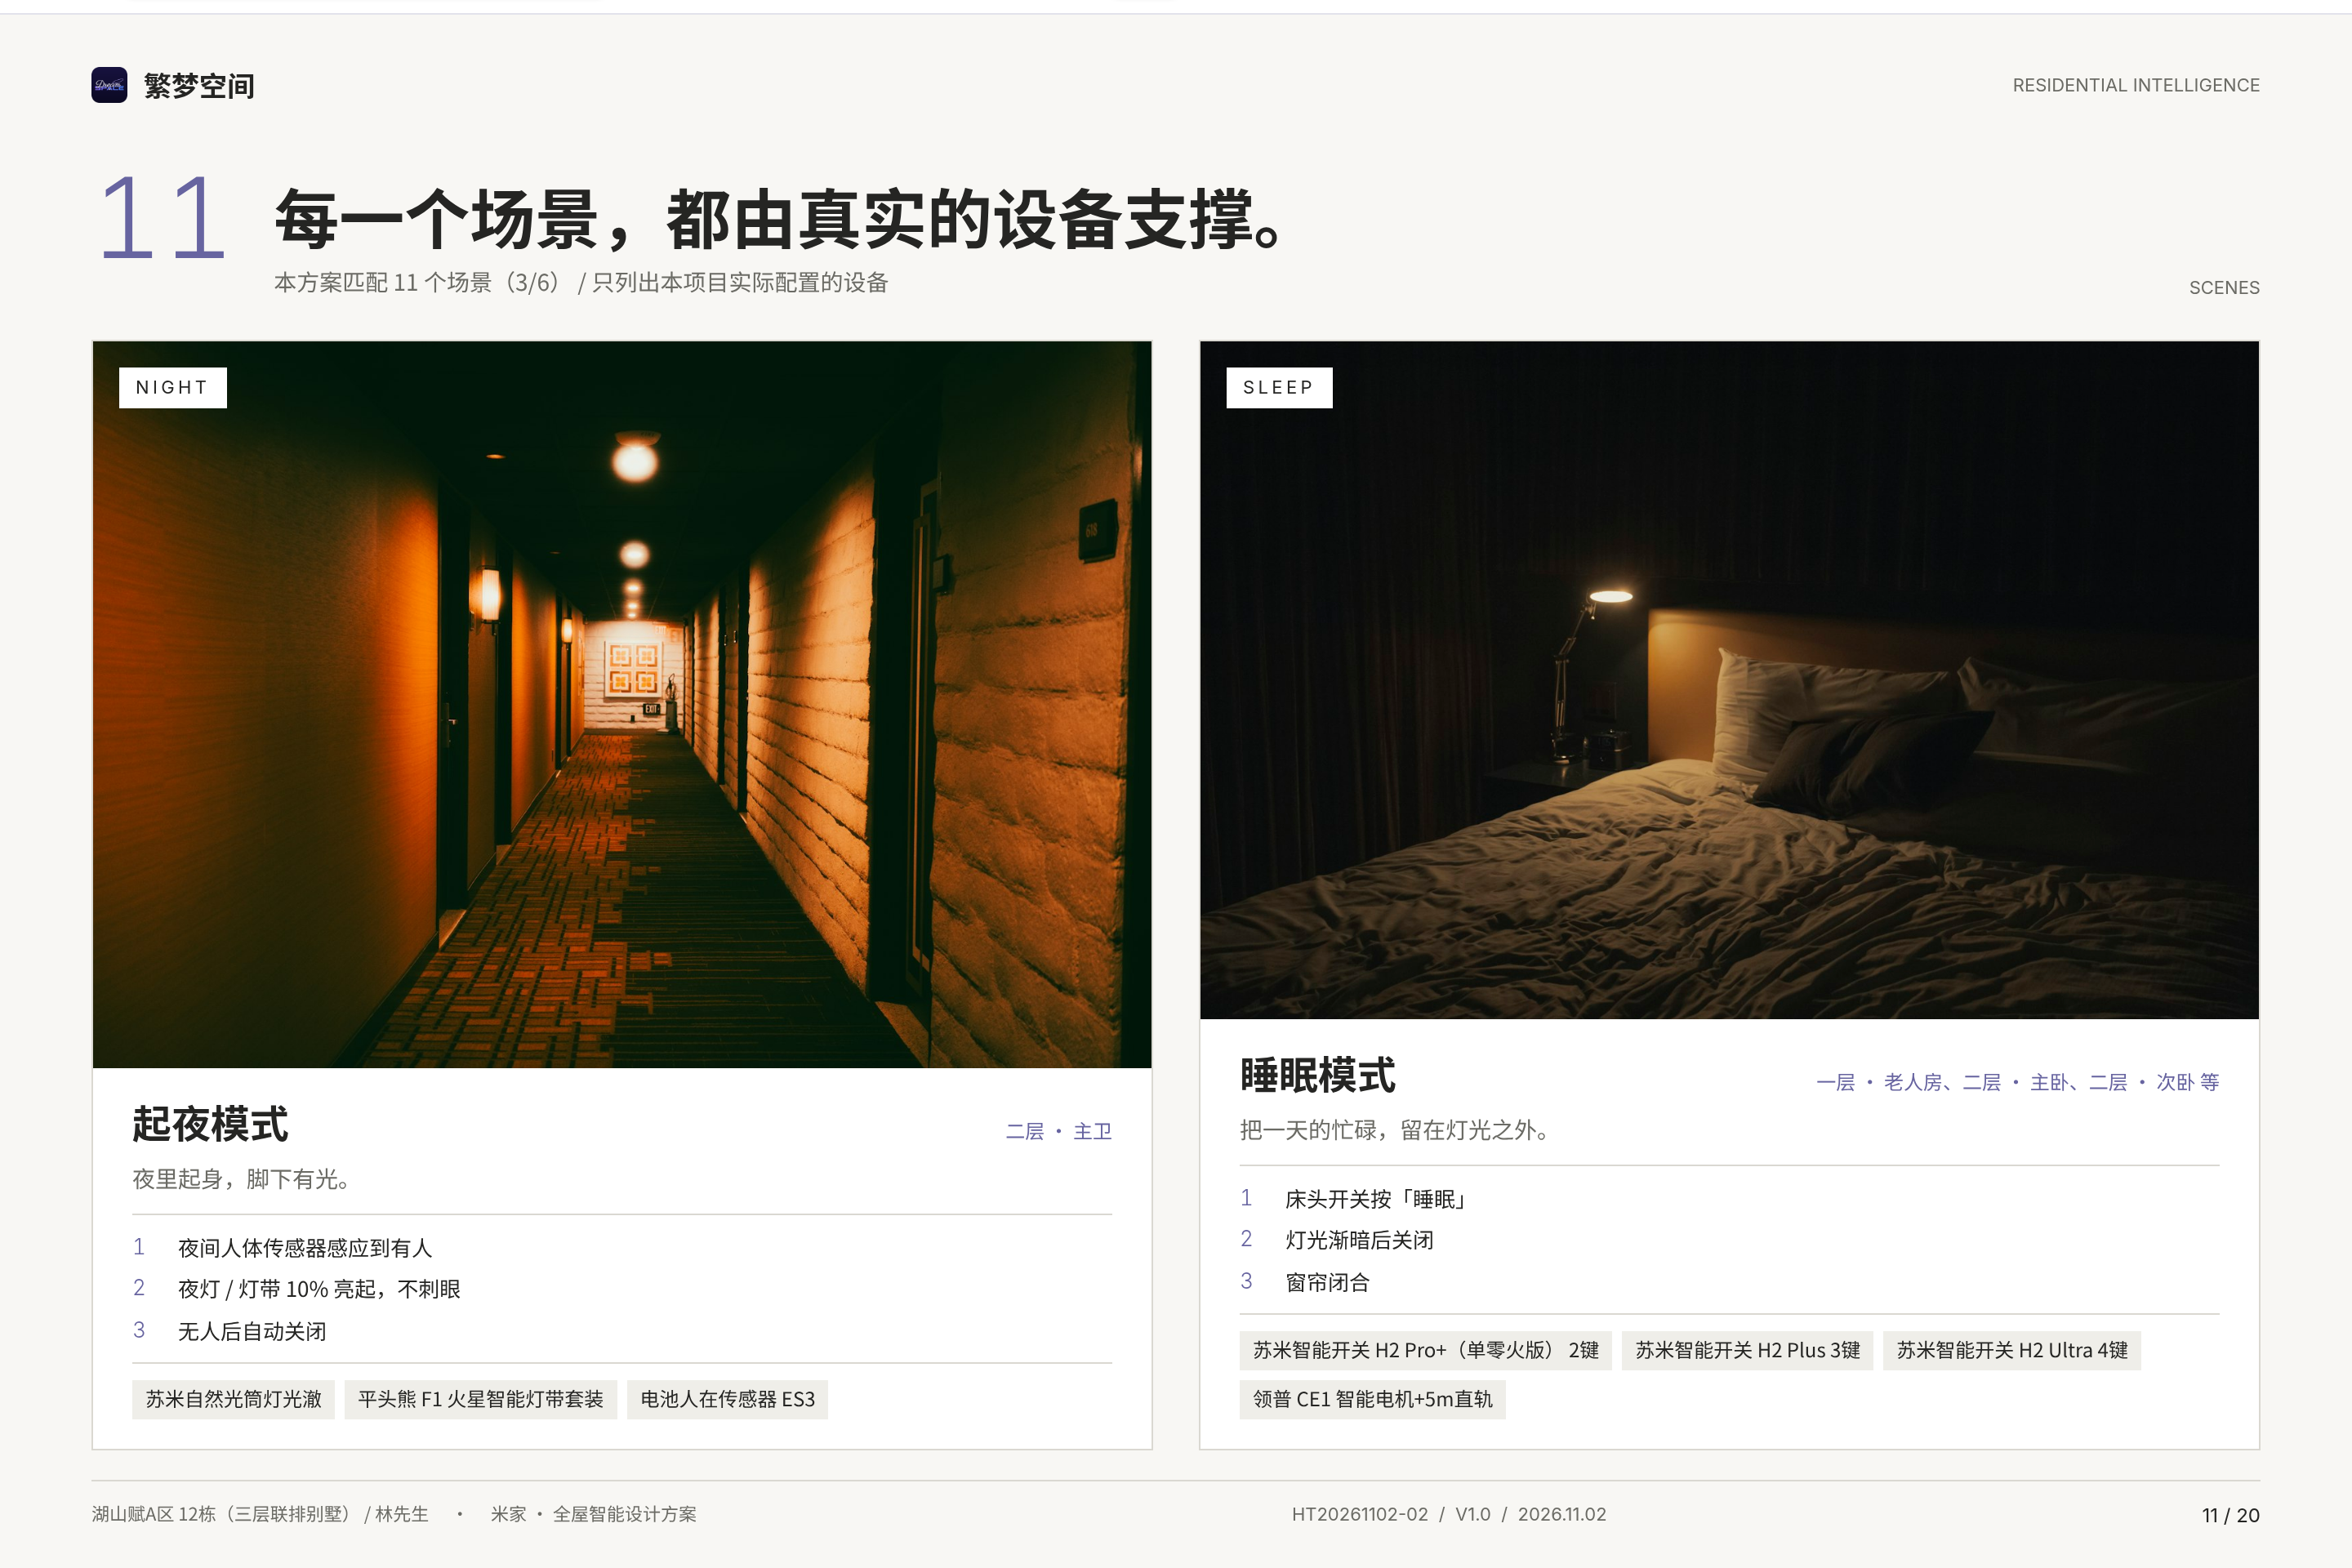 Dream
繁梦空间
RESIDENTIAL INTELLIGENCE
11
每一个场景，都由真实的设备支撑。
本方案匹配 11 个场景（3/6） / 只列出本项目实际配置的设备
SCENES
NIGHT
618
EXIT
起夜模式
二层 · 主卫
夜里起身，脚下有光。
1 夜间人体传感器感应到有人
2 夜灯 / 灯带 10% 亮起，不刺眼
3 无人后自动关闭
苏米自然光筒灯光澈 平头熊 F1 火星智能灯带套装 电池人在传感器 ES3
SLEEP
睡眠模式
一层 · 老人房、二层 · 主卧、二层 · 次卧 等
把一天的忙碌，留在灯光之外。
1 床头开关按「睡眠」
2 灯光渐暗后关闭
3 窗帘闭合
苏米智能开关 H2 Pro+（单零火版） 2键 苏米智能开关 H2 Plus 3键 苏米智能开关 H2 Ultra 4键
领普 CE1 智能电机+5m直轨
湖山赋A区 12栋（三层联排别墅） / 林先生 · 米家 · 全屋智能设计方案
HT20261102-02 / V1.0 / 2026.11.02
11 / 20